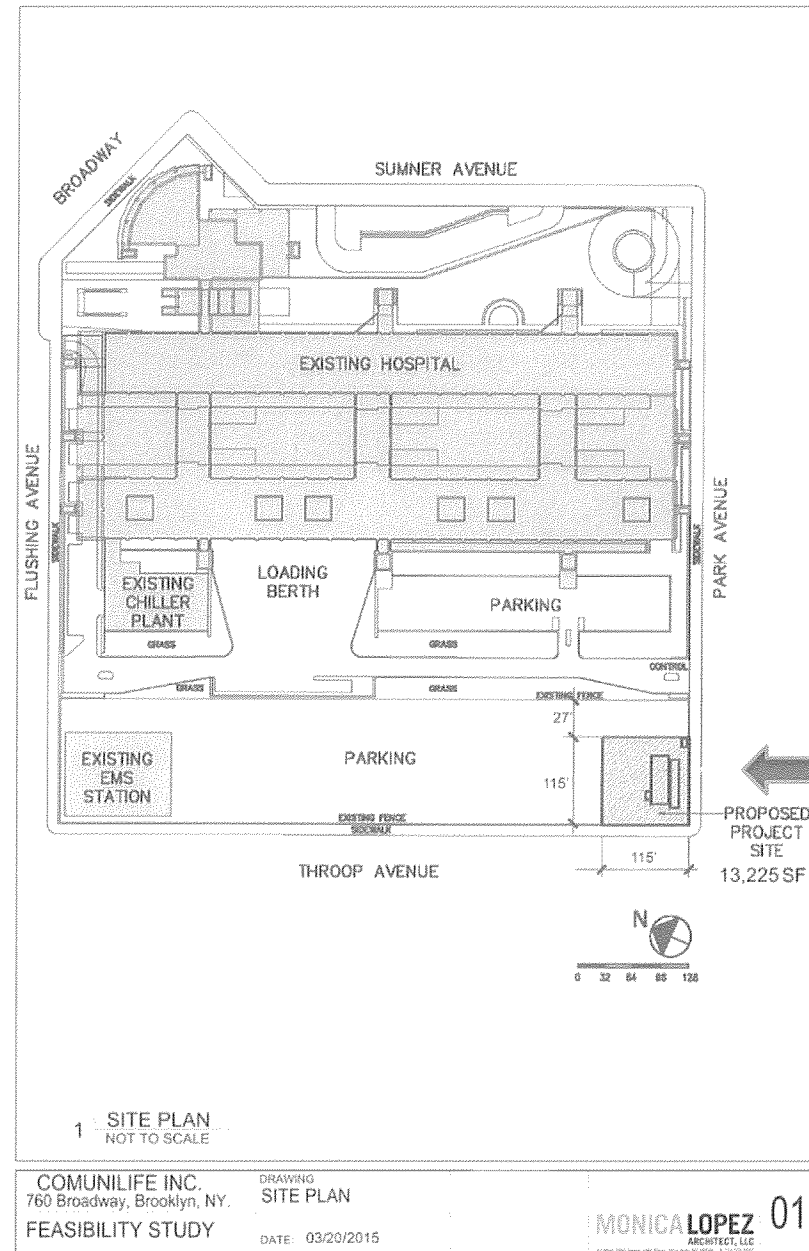 BROADWAY
SIDEWALK
SUMNER AVENUE
EXISTING HOSPITAL
FLUSHING AVENUE
SIDEWALK
PARK AVENUE
SIDEWALK
EXISTING
CHILLER
PLANT
LOADING
BERTH
PARKING
GRASS
GRASS
CONTROL
GRASS
GRASS
EXISTING FENCE
27'
EXISTING
EMS
STATION
PARKING
115'
EXISTING FENCE
SIDEWALK
PROPOSED
PROJECT
SITE
13,225 SF
115'
THROOP AVENUE
N
0 32 64 96 128
1 SITE PLAN
NOT TO SCALE
COMUNILIFE INC.
760 Broadway, Brooklyn, NY.
FEASIBILITY STUDY
DRAWING
SITE PLAN
DATE: 03/20/2015
MONICA LOPEZ
ARCHITECT, LLC
01